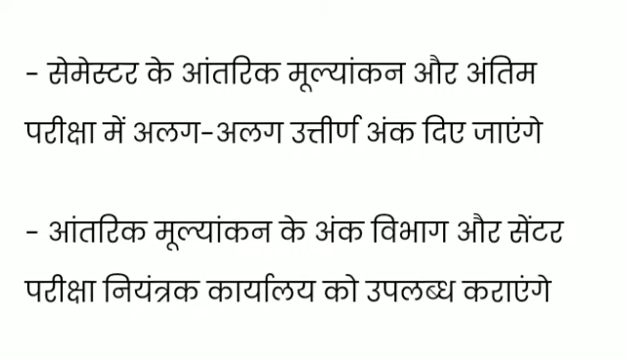 - सेमेस्टर के आंतरिक मूल्यांकन और अंतिम
परीक्षा में अलग-अलग उत्तीर्ण अंक दिए जाएंगे
- आंतरिक मूल्यांकन के अंक विभाग और सेंटर
परीक्षा नियंत्रक कार्यालय को उपलब्ध कराएंगे